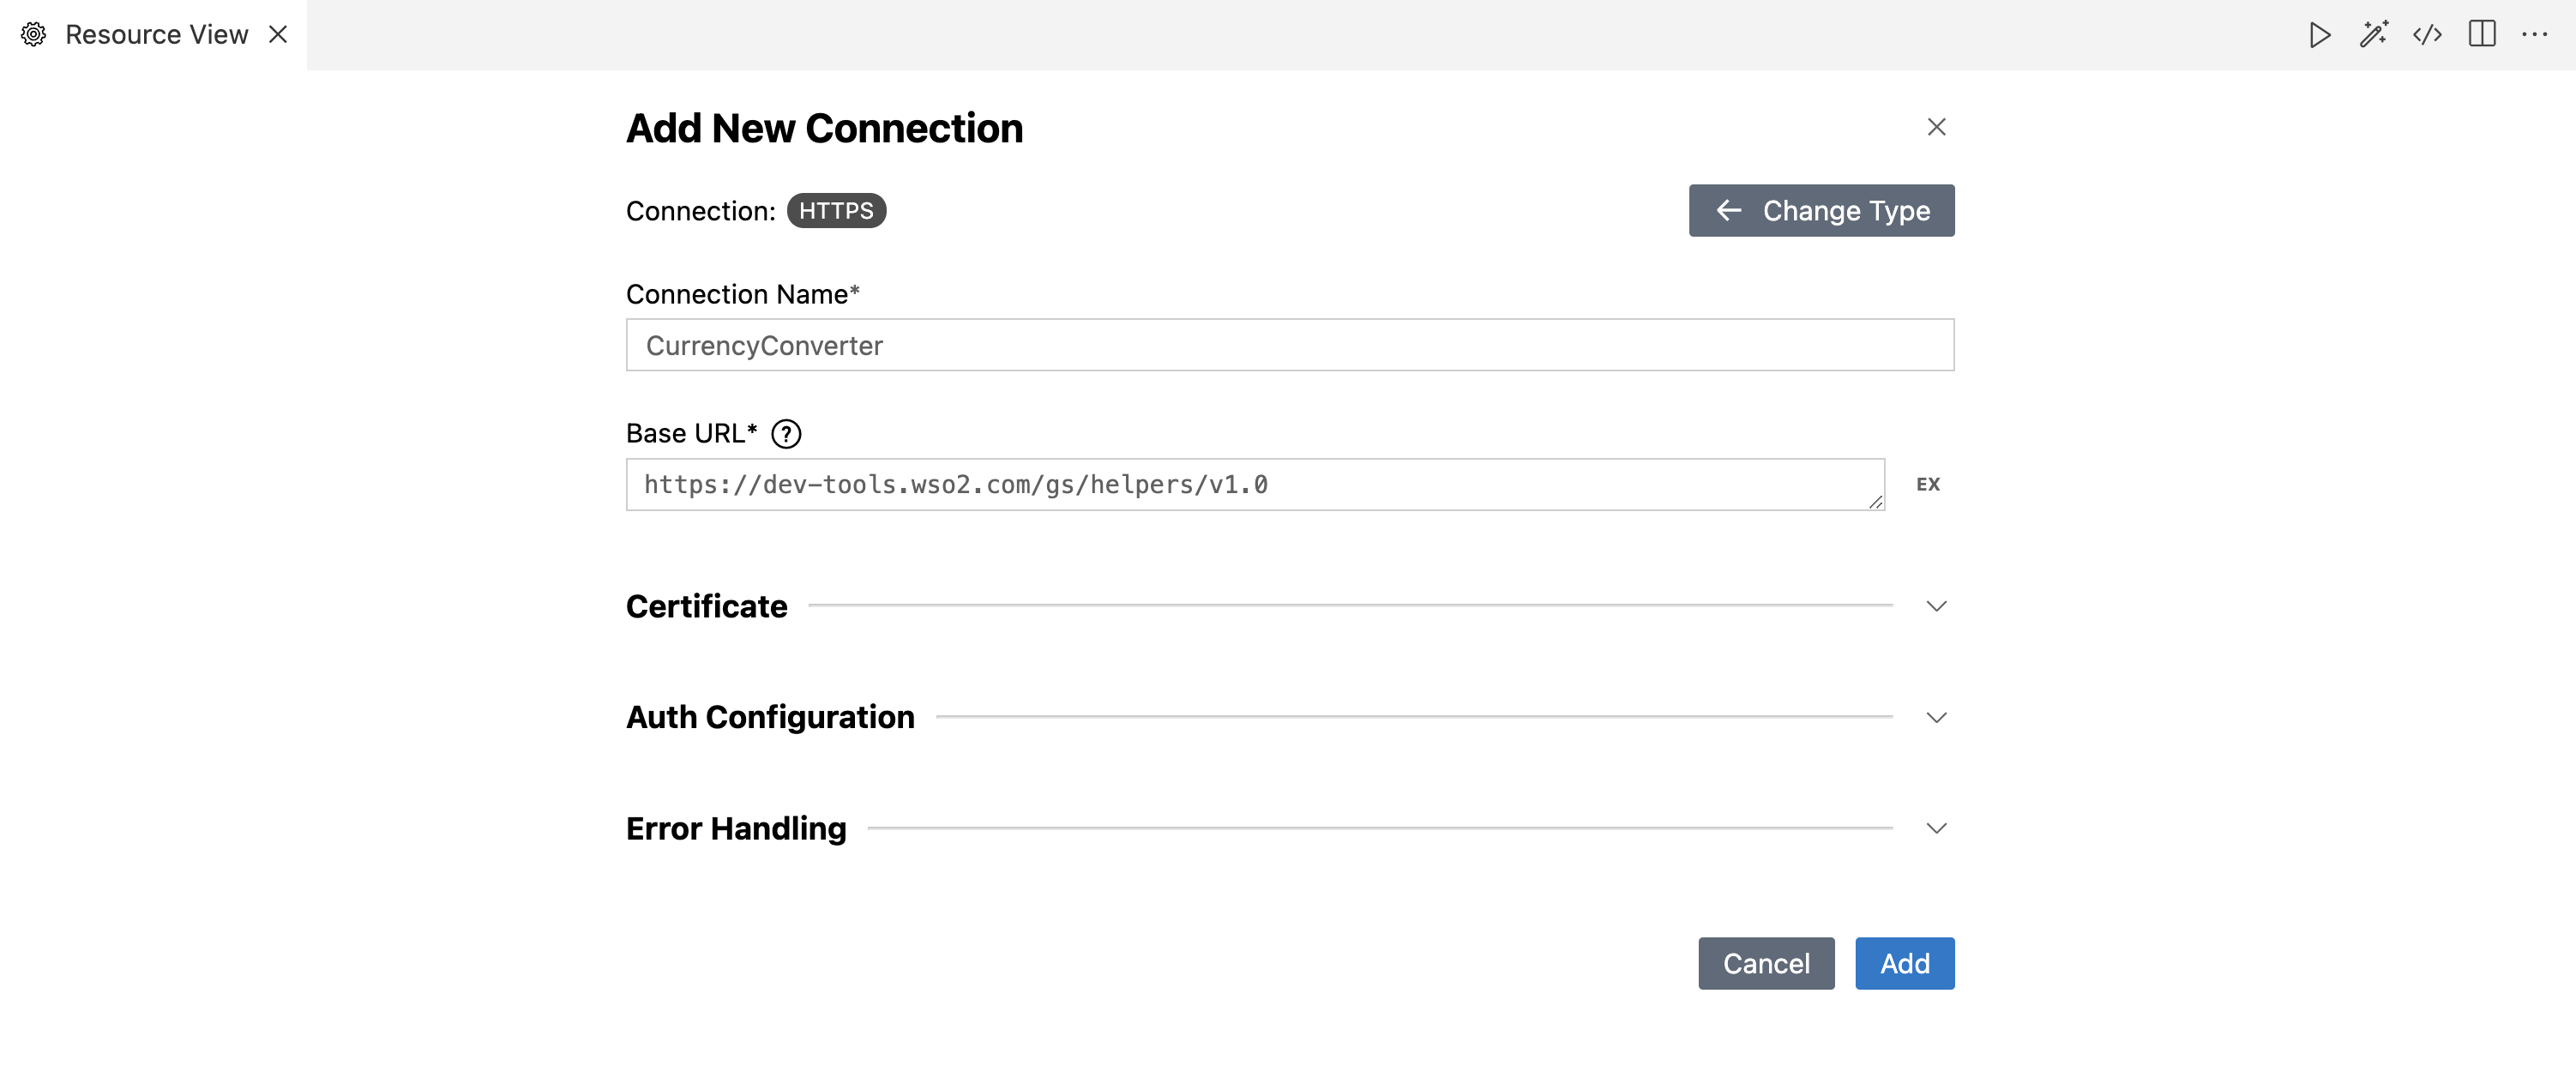 Resource View
Add New Connection
Connection: HTTPS
Change Type
Connection Name*
CurrencyConverter
Base URL* ?
https://dev-tools.wso2.com/gs/helpers/v1.0
EX
Certificate
Auth Configuration
Error Handling
Cancel Add